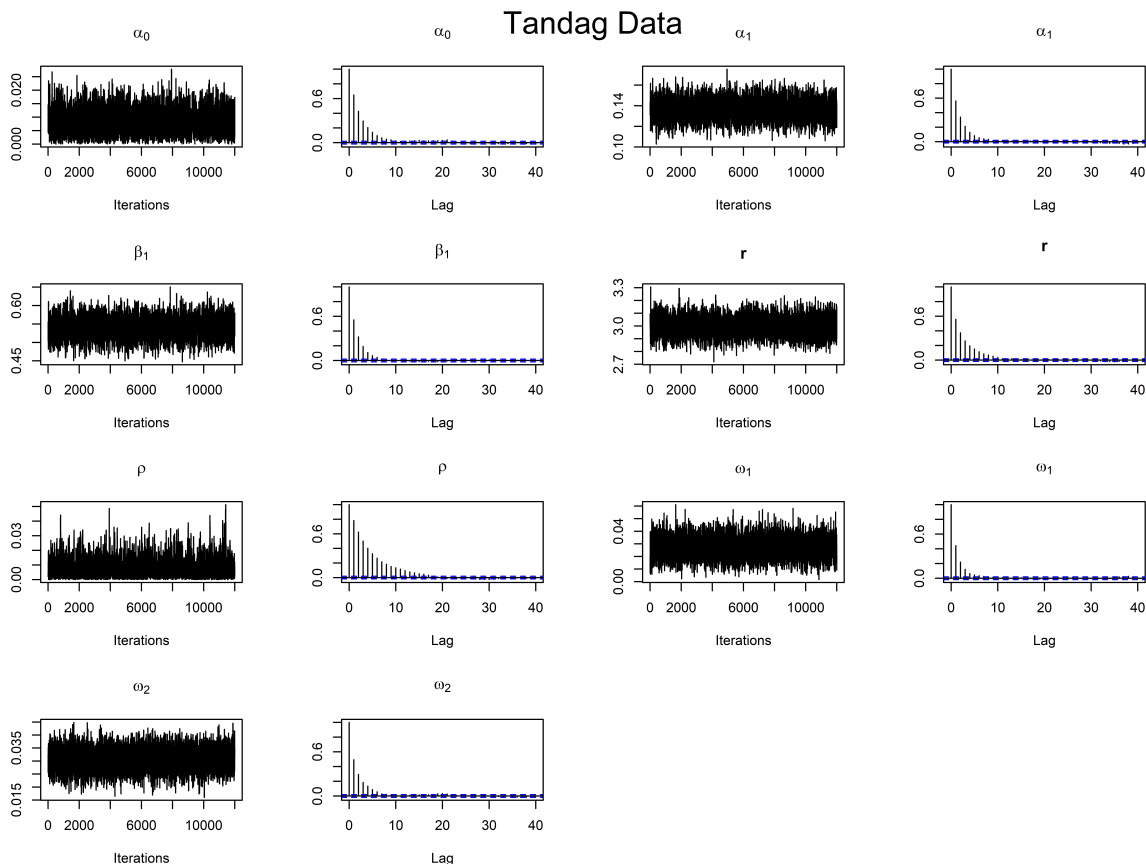 Tandag Data
α0 α0 α1 α1
0.000 0.020
0 2000 6000 10000
Iterations
0.0 0.6
0 10 20 30 40
Lag
0.10 0.14
0 2000 6000 10000
Iterations
0.0 0.6
0 10 20 30 40
Lag
β1 β1 r r
0.45 0.60
0 2000 6000 10000
Iterations
0.0 0.6
0 10 20 30 40
Lag
2.7 3.0 3.3
0 2000 6000 10000
Iterations
0.0 0.6
0 10 20 30 40
Lag
ρ ρ ω1 ω1
0.00 0.03
0 2000 6000 10000
Iterations
0.0 0.6
0 10 20 30 40
Lag
0.00 0.04
0 2000 6000 10000
Iterations
0.0 0.6
0 10 20 30 40
Lag
ω2 ω2
0.015 0.035
0 2000 6000 10000
Iterations
0.0 0.6
0 10 20 30 40
Lag